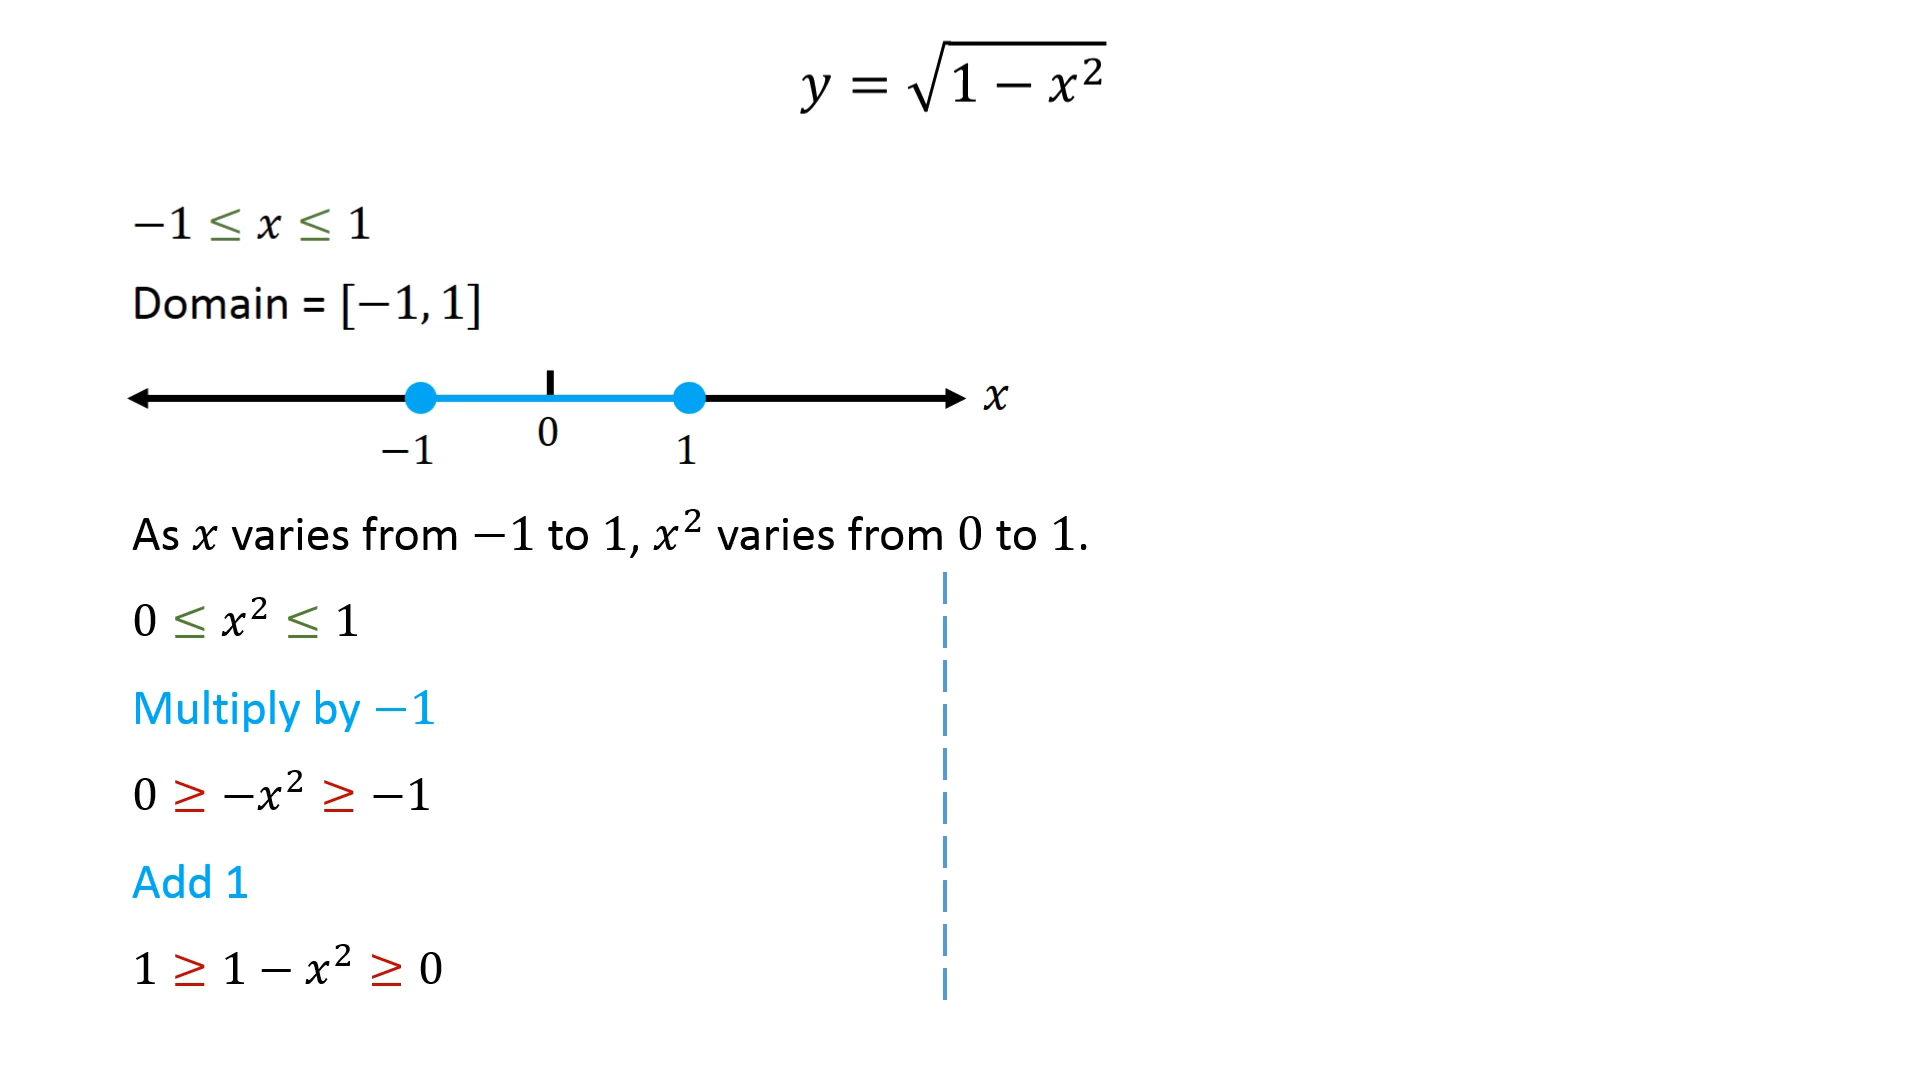 y = √(1 − x²)
−1 ≤ x ≤ 1
Domain = [−1, 1]
x
−1 0 1
As x varies from −1 to 1, x² varies from 0 to 1.
0 ≤ x² ≤ 1
Multiply by −1
0 ≥ −x² ≥ −1
Add 1
1 ≥ 1 − x² ≥ 0